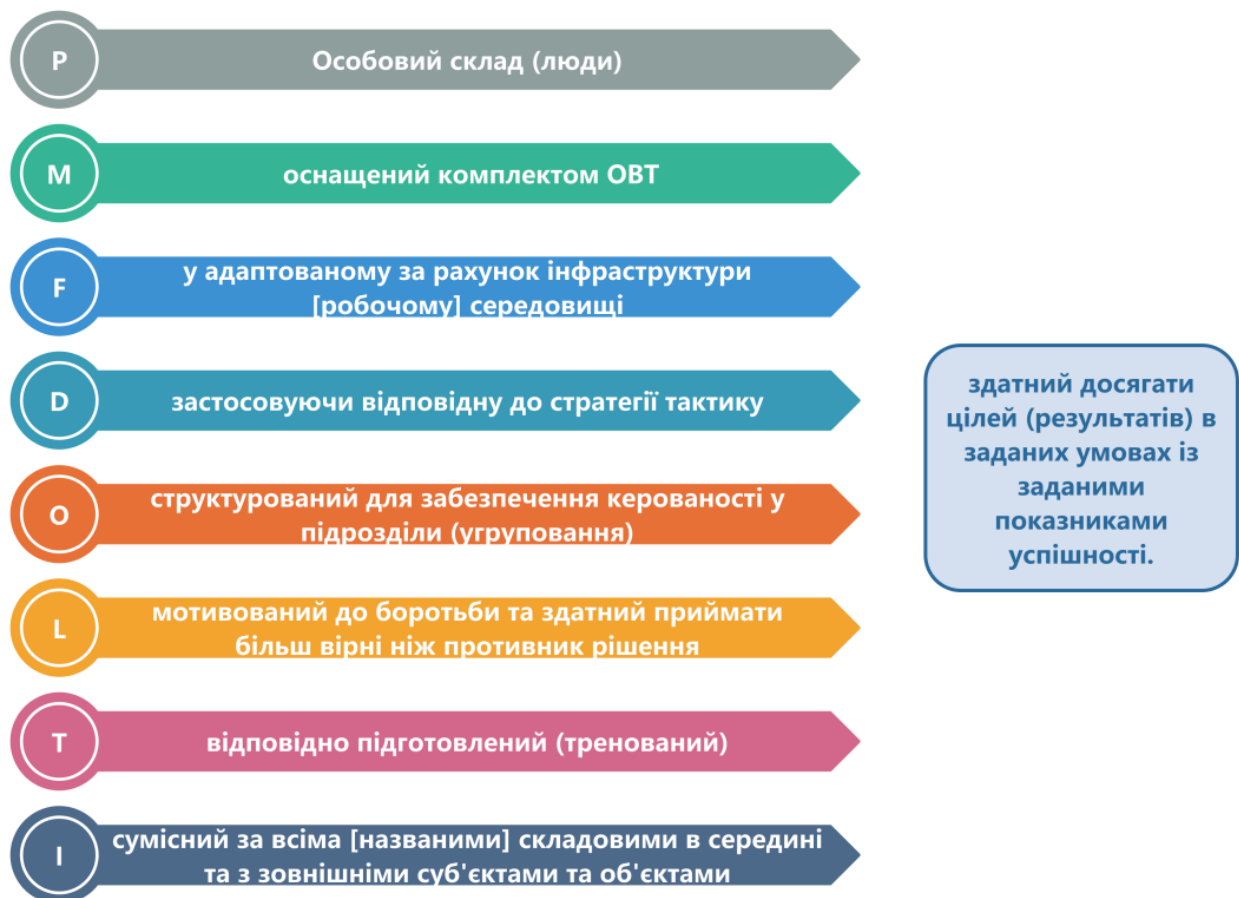 P
Особовий склад (люди)
M
оснащений комплектом ОВТ
F
у адаптованому за рахунок інфраструктури
[робочому] середовищі
D
застосовуючи відповідну до стратегії тактику
O
структурований для забезпечення керованості у
підрозділи (угруповання)
L
мотивований до боротьби та здатний приймати
більш вірні ніж противник рішення
T
відповідно підготовлений (тренований)
I
сумісний за всіма [названими] складовими в середині
та з зовнішніми суб'єктами та об'єктами
здатний досягати
цілей (результатів) в
заданих умовах із
заданими
показниками
успішності.